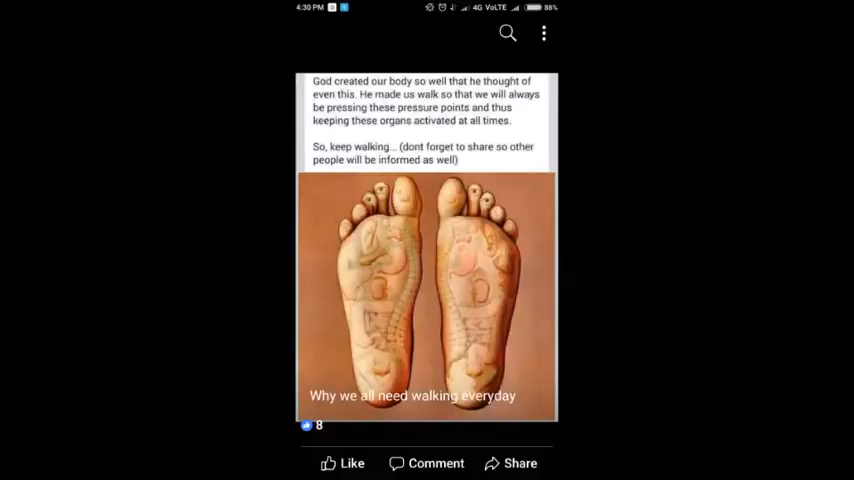 4:30 PM 4G VoLTE 88%
God created our body so well that he thought of
even this. He made us walk so that we will always
be pressing these pressure points and thus
keeping these organs activated at all times.
So, keep walking... (dont forget to share so other
people will be informed as well)
Why we all need walking everyday
8
Like Comment Share